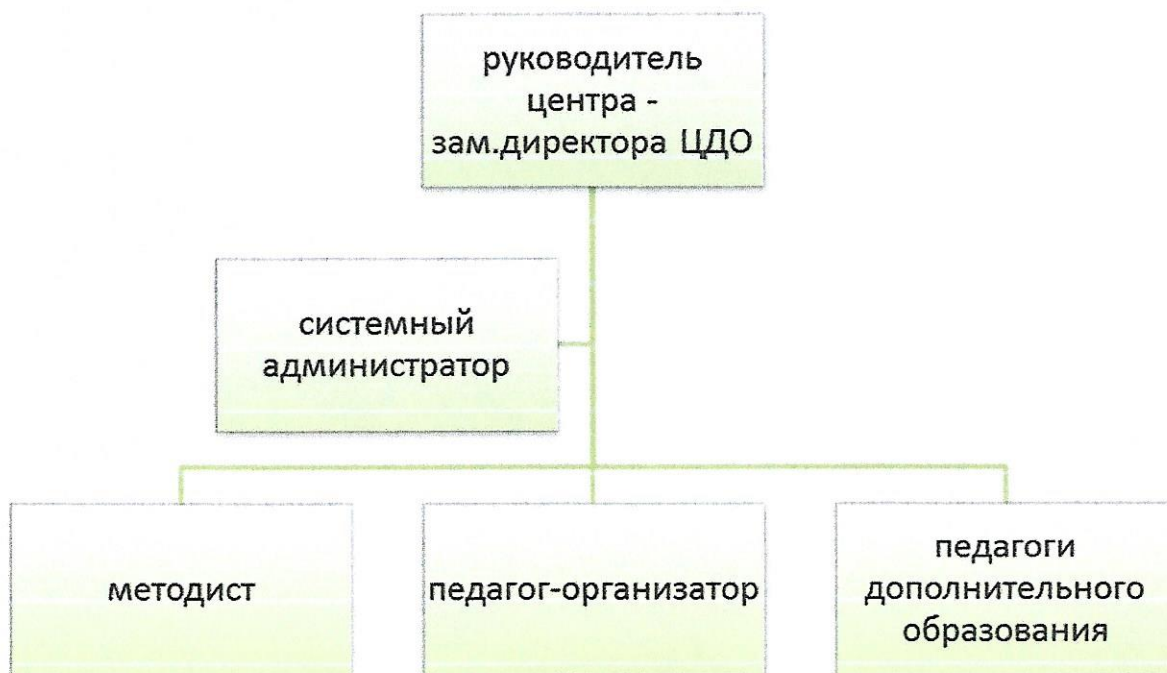 руководитель
центра -
зам.директора ЦДО
системный
администратор
методист
педагог-организатор
педагоги
дополнительного
образования